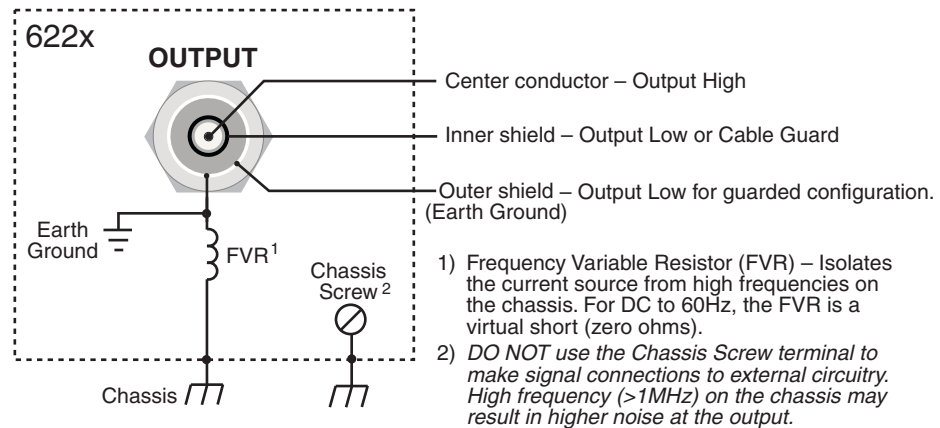 622x
OUTPUT
Center conductor – Output High
Inner shield – Output Low or Cable Guard
Outer shield – Output Low for guarded configuration.
(Earth Ground)
Earth
Ground
FVR1
Chassis
Screw 2
Chassis
1) Frequency Variable Resistor (FVR) – Isolates
the current source from high frequencies on
the chassis. For DC to 60Hz, the FVR is a
virtual short (zero ohms).
2) DO NOT use the Chassis Screw terminal to
make signal connections to external circuitry.
High frequency (>1MHz) on the chassis may
result in higher noise at the output.